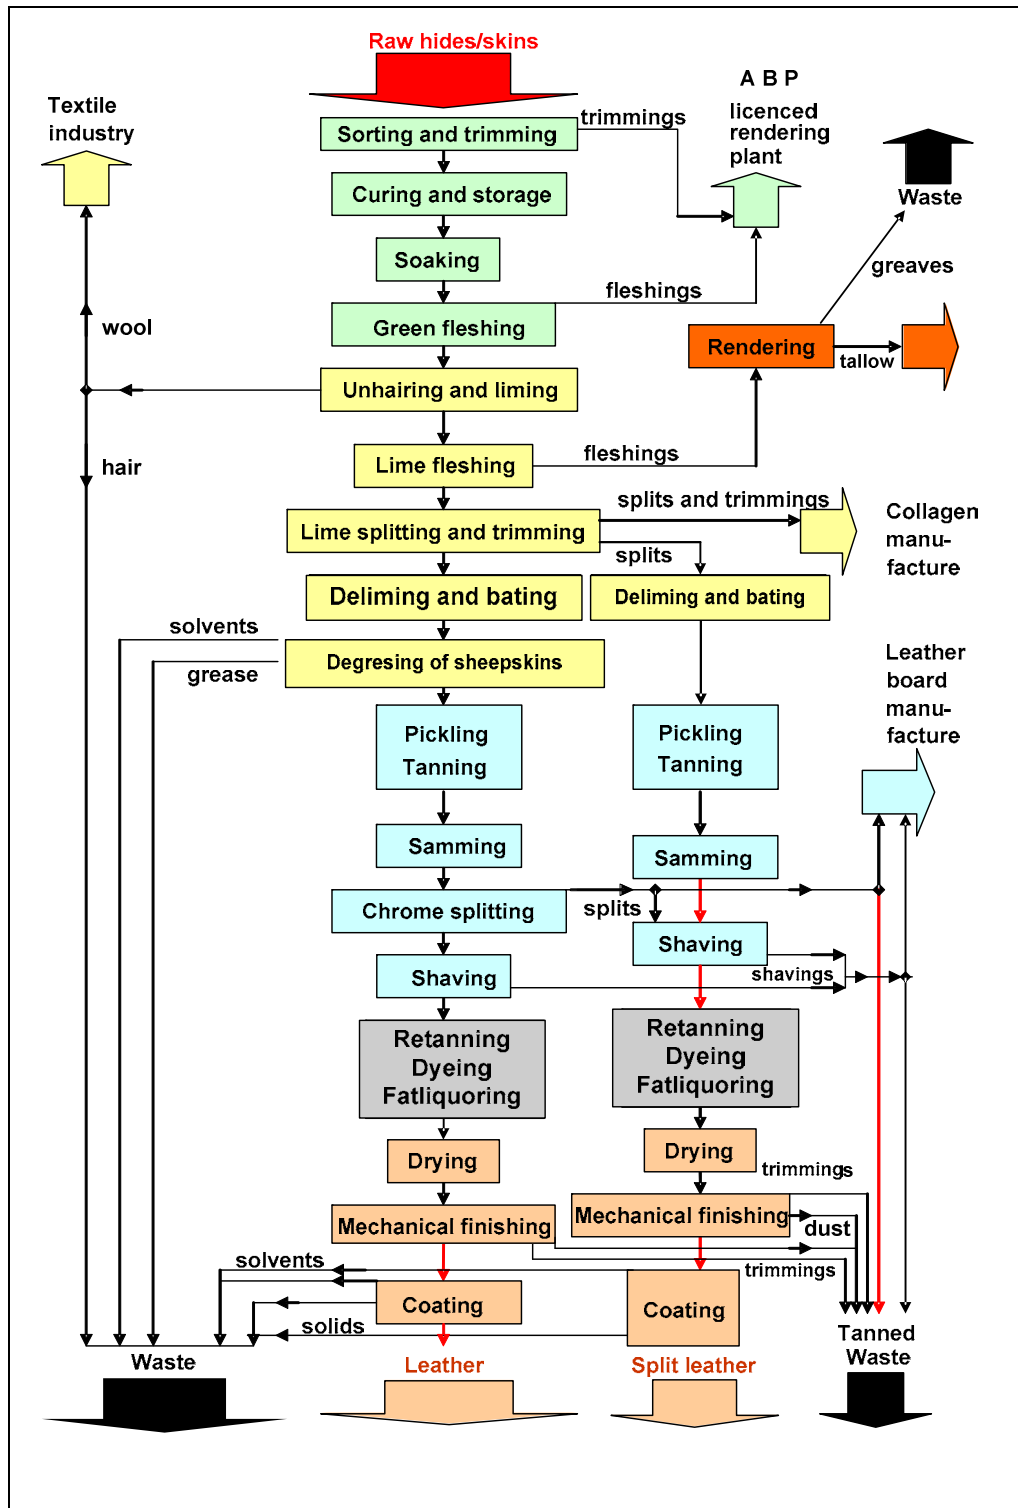 Raw hides/skins
A B P
Textile
industry
licenced
rendering
plant
trimmings
Sorting and trimming
Curing and storage
Waste
Soaking
greaves
fleshings
wool
Green fleshing
Rendering
tallow
Unhairing and liming
hair
Lime fleshing
fleshings
splits and trimmings
Collagen
manu-
facture
Lime splitting and trimming
splits
Deliming and bating
Deliming and bating
solvents
grease
Degresing of sheepskins
Leather
board
manu-
facture
Pickling
Tanning
Pickling
Tanning
Samming
Samming
Chrome splitting
splits
Shaving
shavings
Shaving
Retanning
Dyeing
Fatliquoring
Retanning
Dyeing
Fatliquoring
Drying
Drying
trimmings
Mechanical finishing
Mechanical finishing
dust
solvents
trimmings
Coating
Coating
solids
Tanned
Waste
Waste
Leather
Split leather